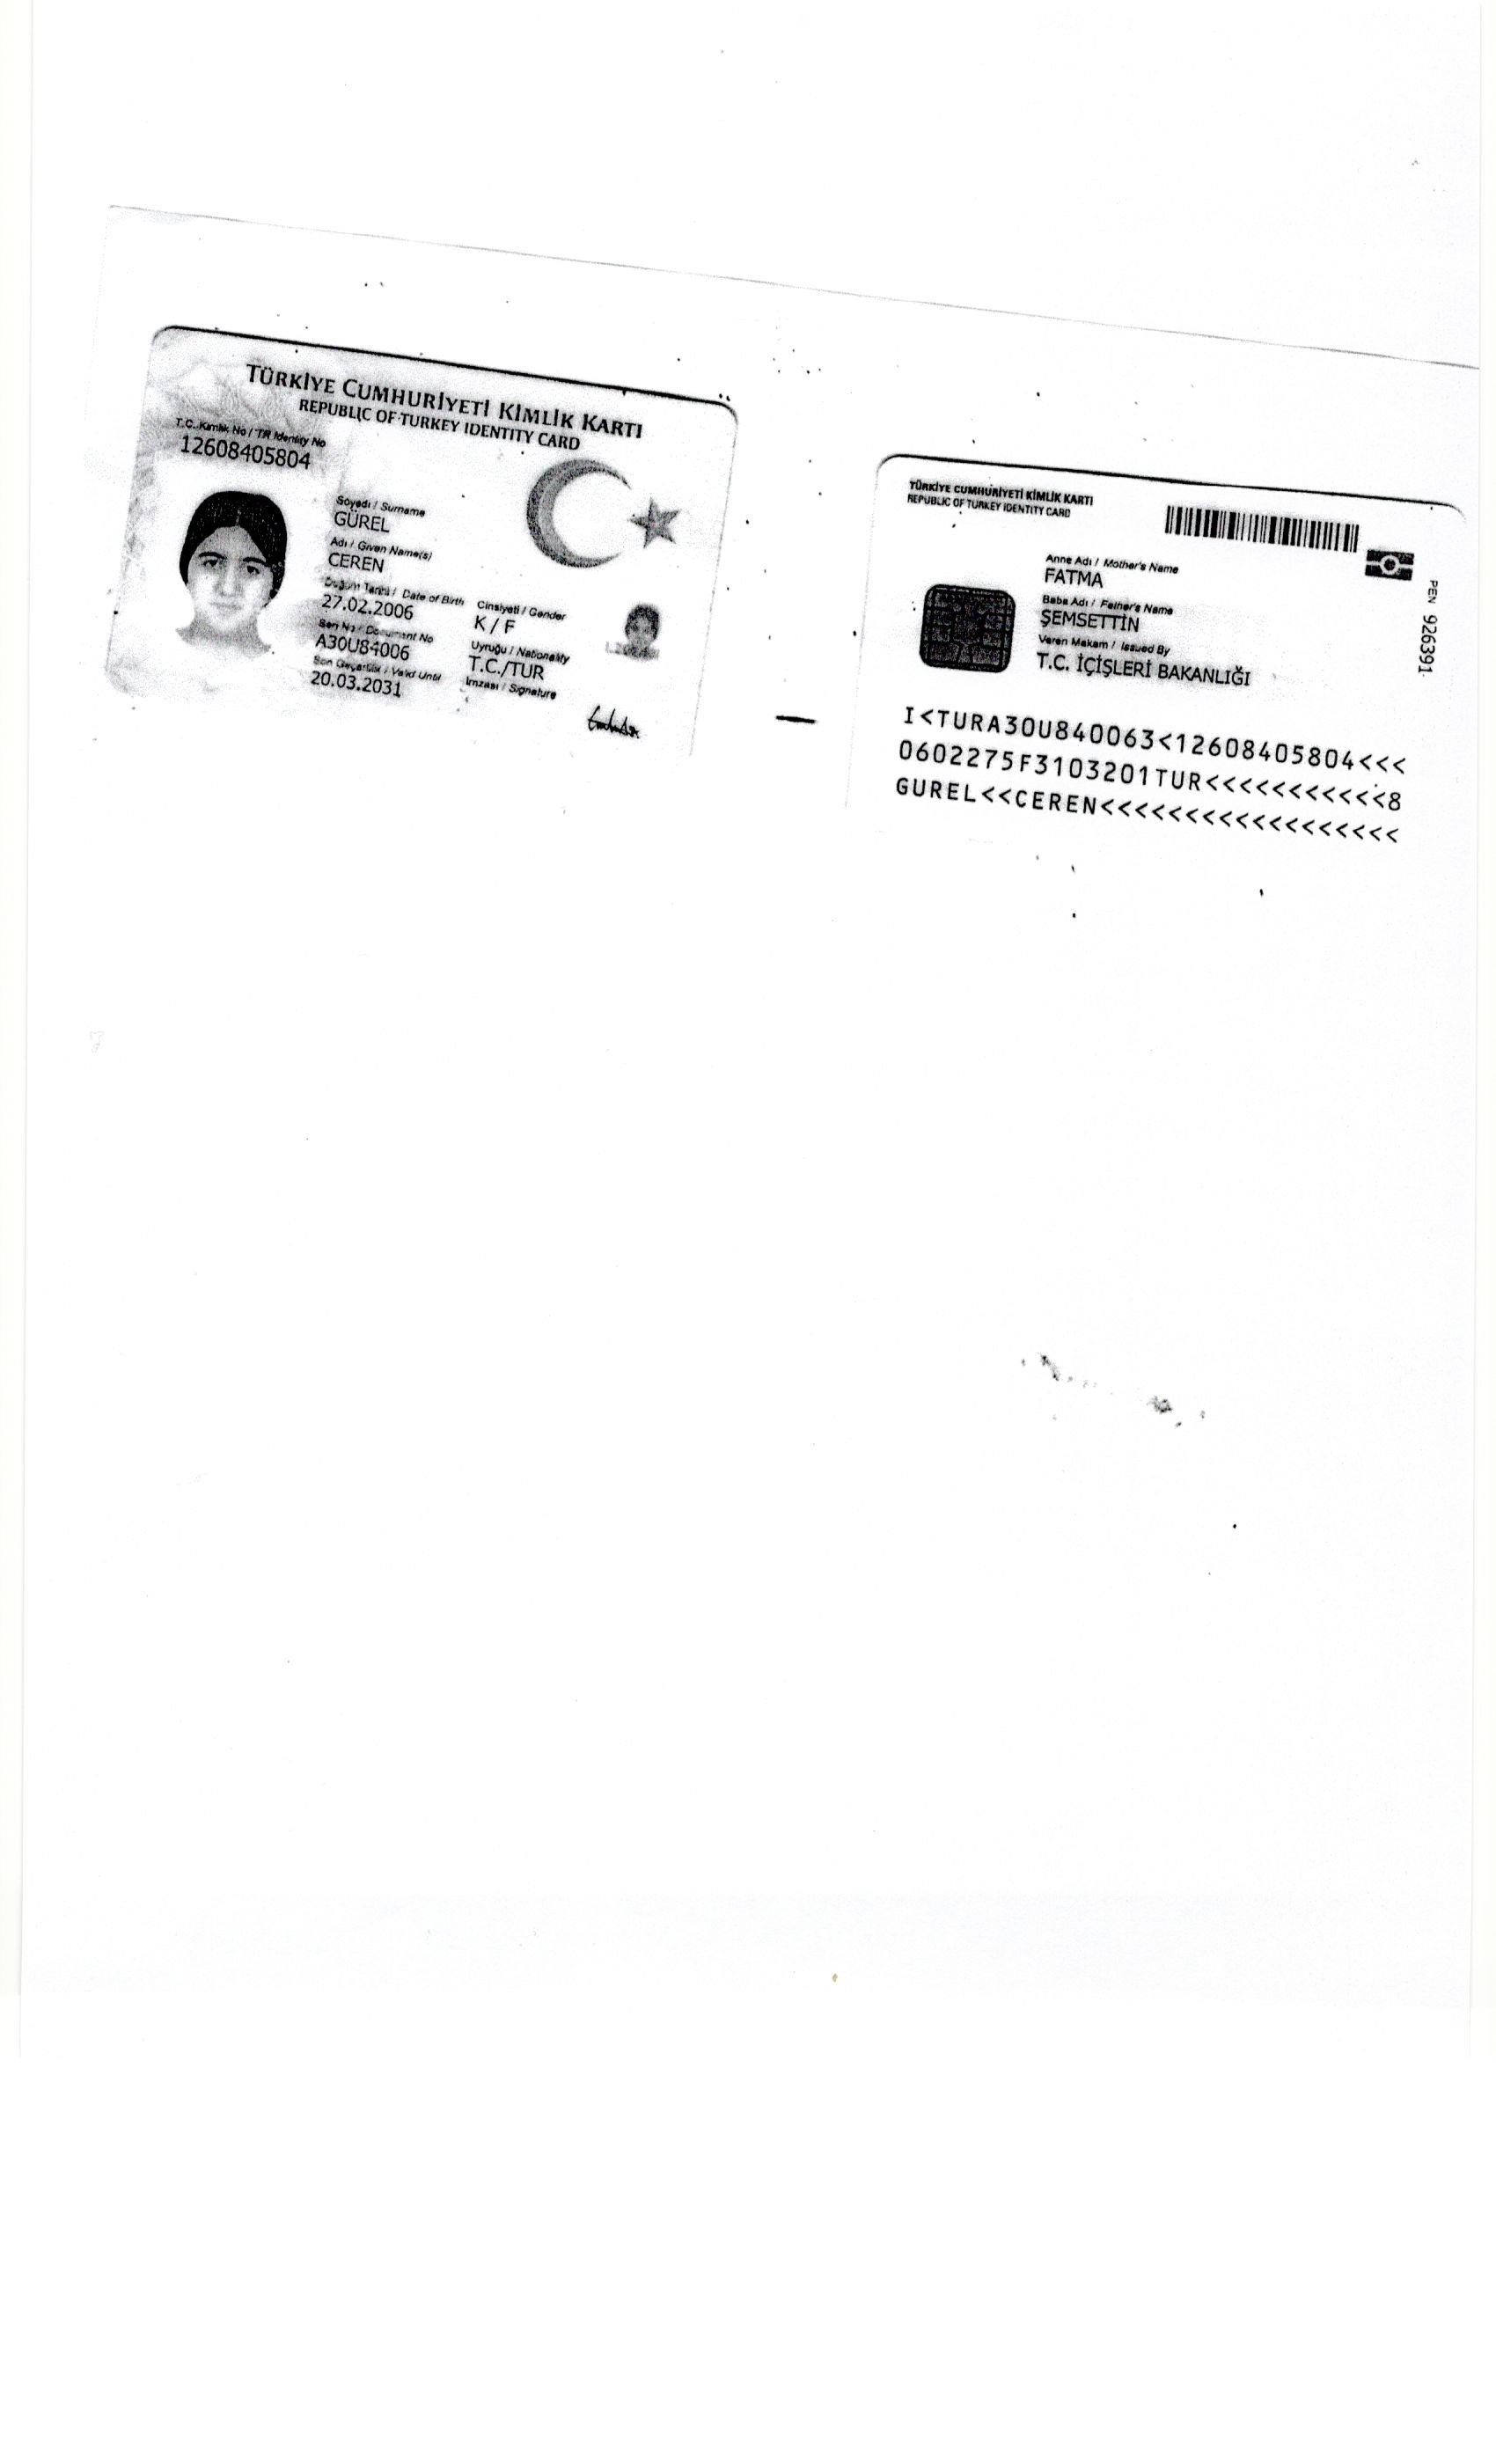 TÜRKİYE CUMHURİYETİ KİMLİK KARTI
REPUBLIC OF TURKEY IDENTITY CARD
T.C. Kimlik No / TR Identity No
12608405804
Soyadı / Surname
GÜREL
Adı / Given Name(s)
CEREN
Doğum Tarihi / Date of Birth
27.02.2006
Cinsiyeti / Gender
K / F
Seri No / Document No
A30U84006
Uyruğu / Nationality
T.C./TUR
Son Geçerlilik / Valid Until
20.03.2031
İmzası / Signature
TÜRKİYE CUMHURİYETİ KİMLİK KARTI
REPUBLIC OF TURKEY IDENTITY CARD
Anne Adı / Mother's Name
FATMA
Baba Adı / Father's Name
ŞEMSETTİN
Veren Makam / Issued By
T.C. İÇİŞLERİ BAKANLIĞI
PEN 926391
I<TURA30U840063<12608405804<<<
0602275F3103201TUR<<<<<<<<<<<8
GUREL<<CEREN<<<<<<<<<<<<<<<<<<